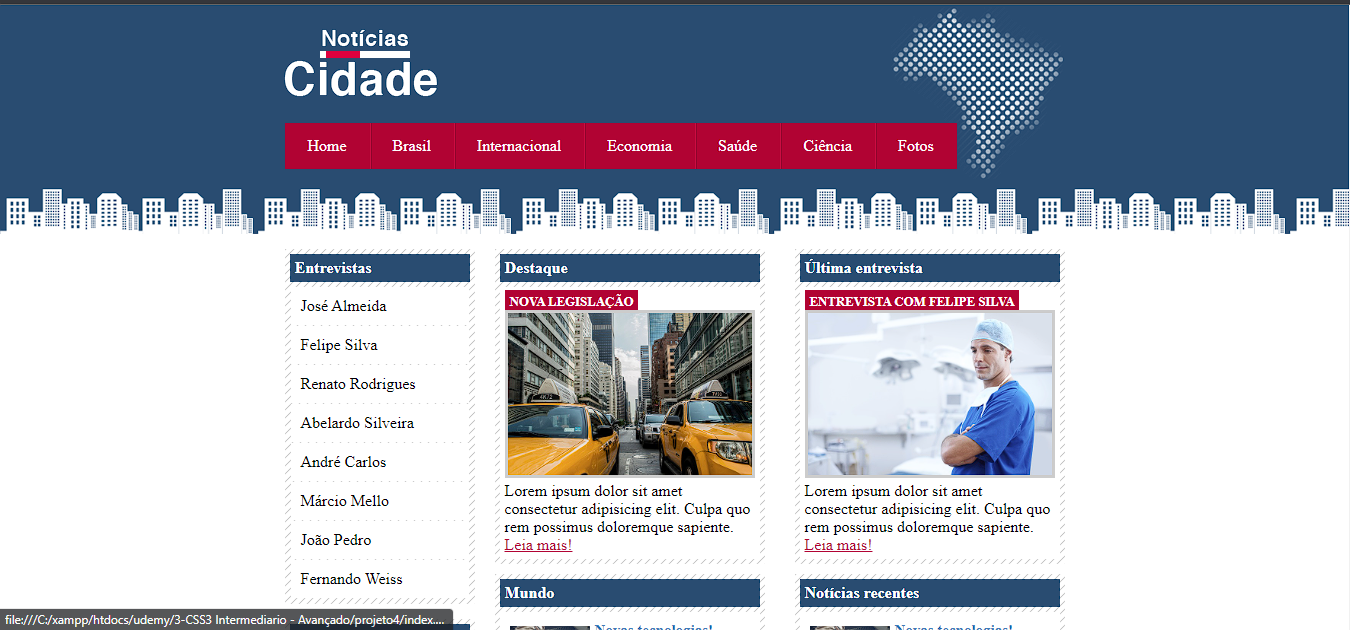 Notícias
Cidade
Home Brasil Internacional Economia Saúde Ciência Fotos
Entrevistas
José Almeida
Felipe Silva
Renato Rodrigues
Abelardo Silveira
André Carlos
Márcio Mello
João Pedro
Fernando Weiss
Destaque
NOVA LEGISLAÇÃO
Lorem ipsum dolor sit amet
consectetur adipisicing elit. Culpa quo
rem possimus doloremque sapiente.
Leia mais!
Mundo
Novas tecnologias!
Última entrevista
ENTREVISTA COM FELIPE SILVA
Lorem ipsum dolor sit amet
consectetur adipisicing elit. Culpa quo
rem possimus doloremque sapiente.
Leia mais!
Notícias recentes
Novas tecnologias!
file:///C:/xampp/htdocs/udemy/3-CSS3 Intermediario - Avançado/projeto4/index....